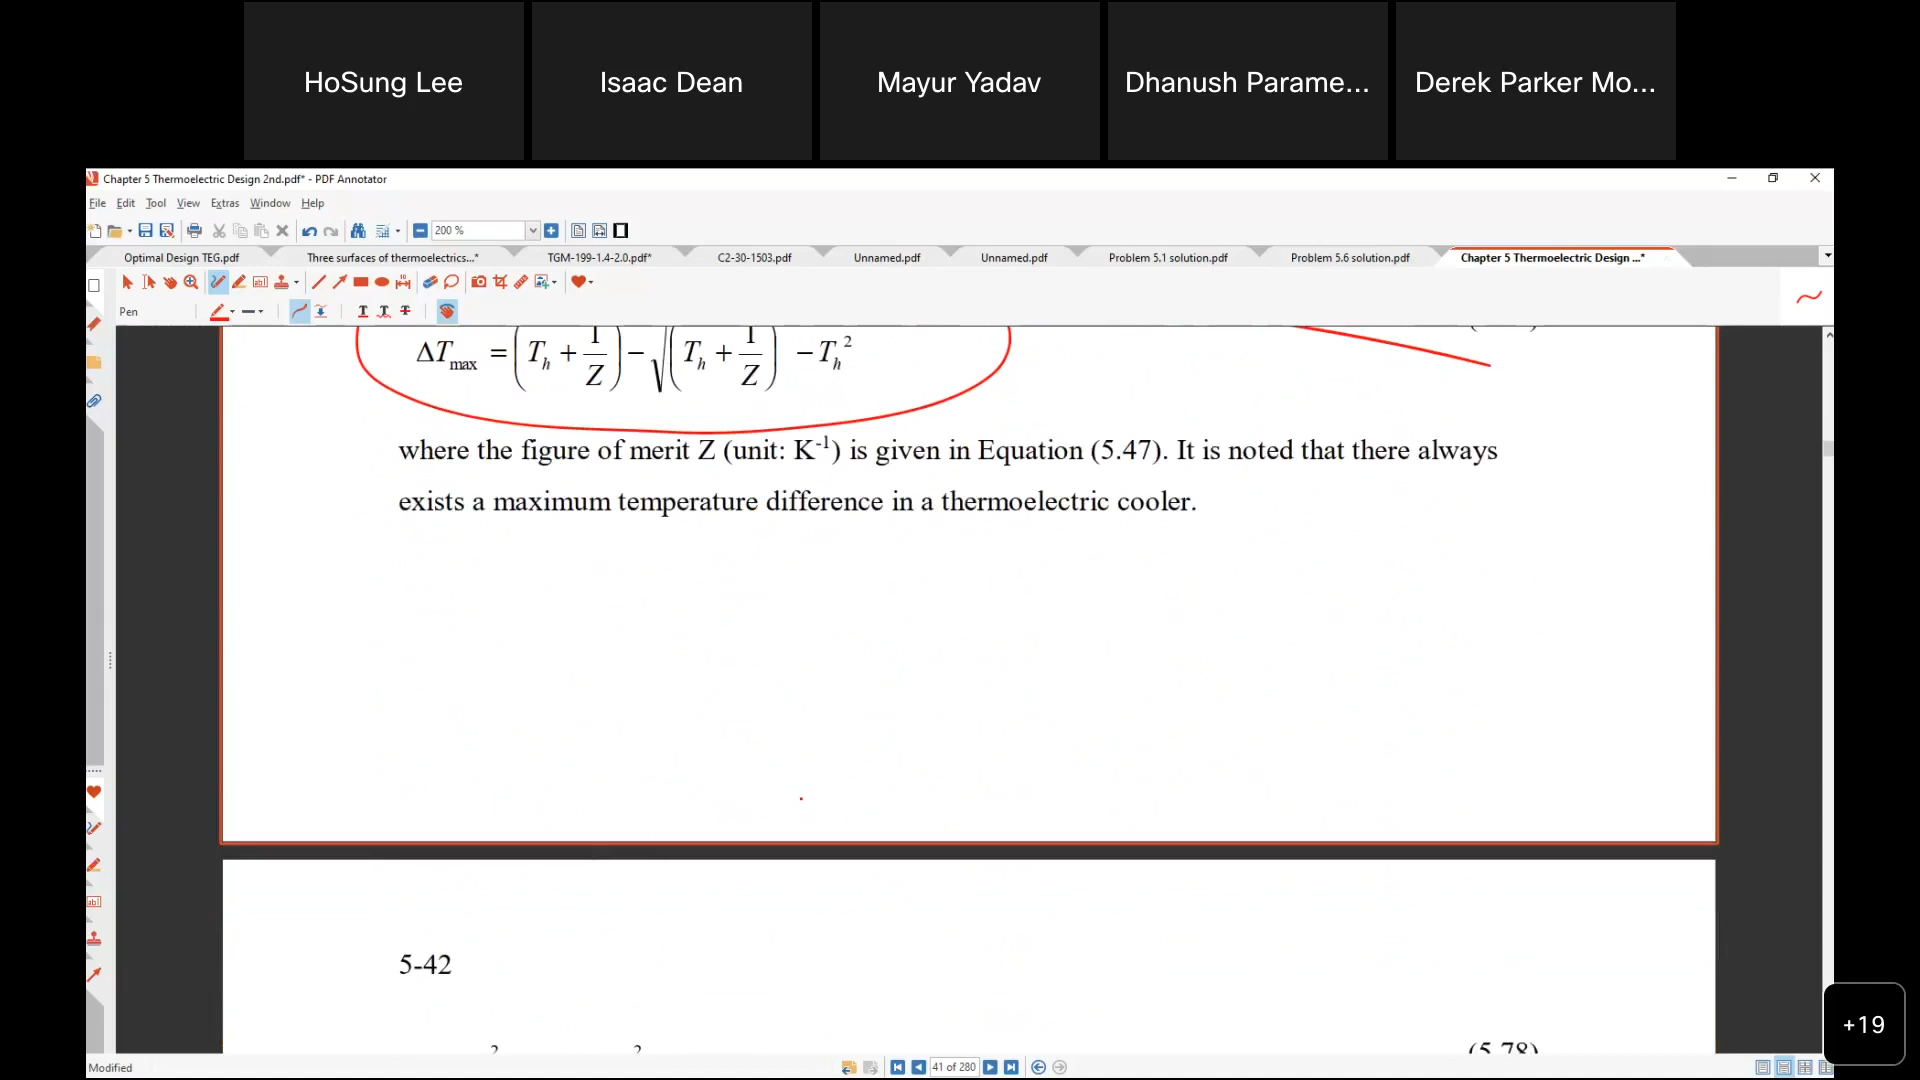 HoSung Lee
Isaac Dean
Mayur Yadav
Dhanush Parame...
Derek Parker Mo...
Chapter 5 Thermoelectric Design 2nd.pdf* - PDF Annotator
File Edit Tool View Extras Window Help
200 %
Optimal Design TEG.pdf
Three surfaces of thermoelectrics...*
TGM-199-1.4-2.0.pdf*
C2-30-1503.pdf
Unnamed.pdf
Unnamed.pdf
Problem 5.1 solution.pdf
Problem 5.6 solution.pdf
Chapter 5 Thermoelectric Design ...*
Pen
ΔTmax = (Th + 1/Z) − √(Th + 1/Z) − Th²
where the figure of merit Z (unit: K⁻¹) is given in Equation (5.47). It is noted that there always
exists a maximum temperature difference in a thermoelectric cooler.
5-42
(5.78)
+19
Modified
41 of 280